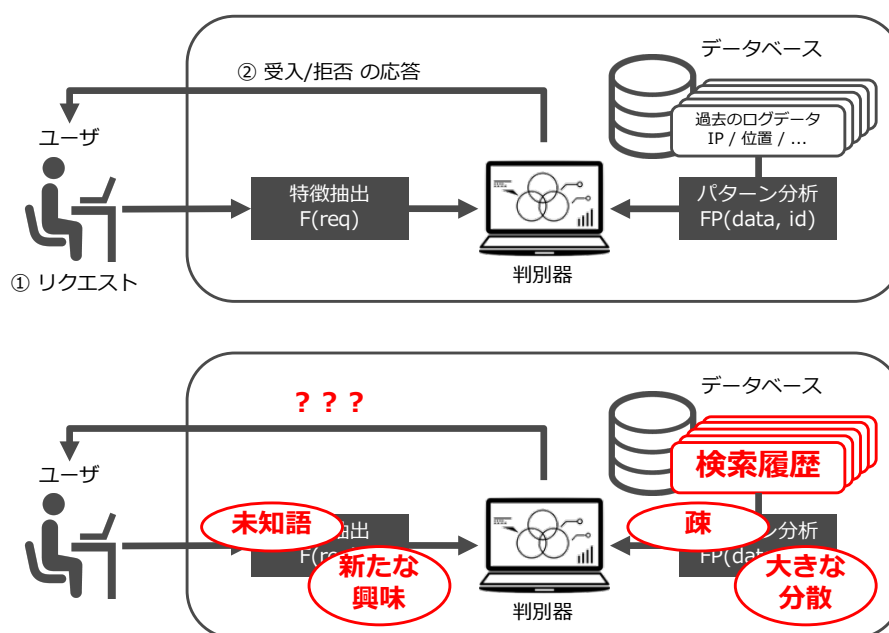 データベース
② 受入/拒否 の応答
過去のログデータ
IP / 位置 / ...
ユーザ
特徴抽出
F(req)
パターン分析
FP(data, id)
判別器
① リクエスト
データベース
? ? ?
検索履歴
ユーザ
未知語
抽出
F(re
新たな
興味
疎
ン分析
FP(dat
大きな
分散
判別器